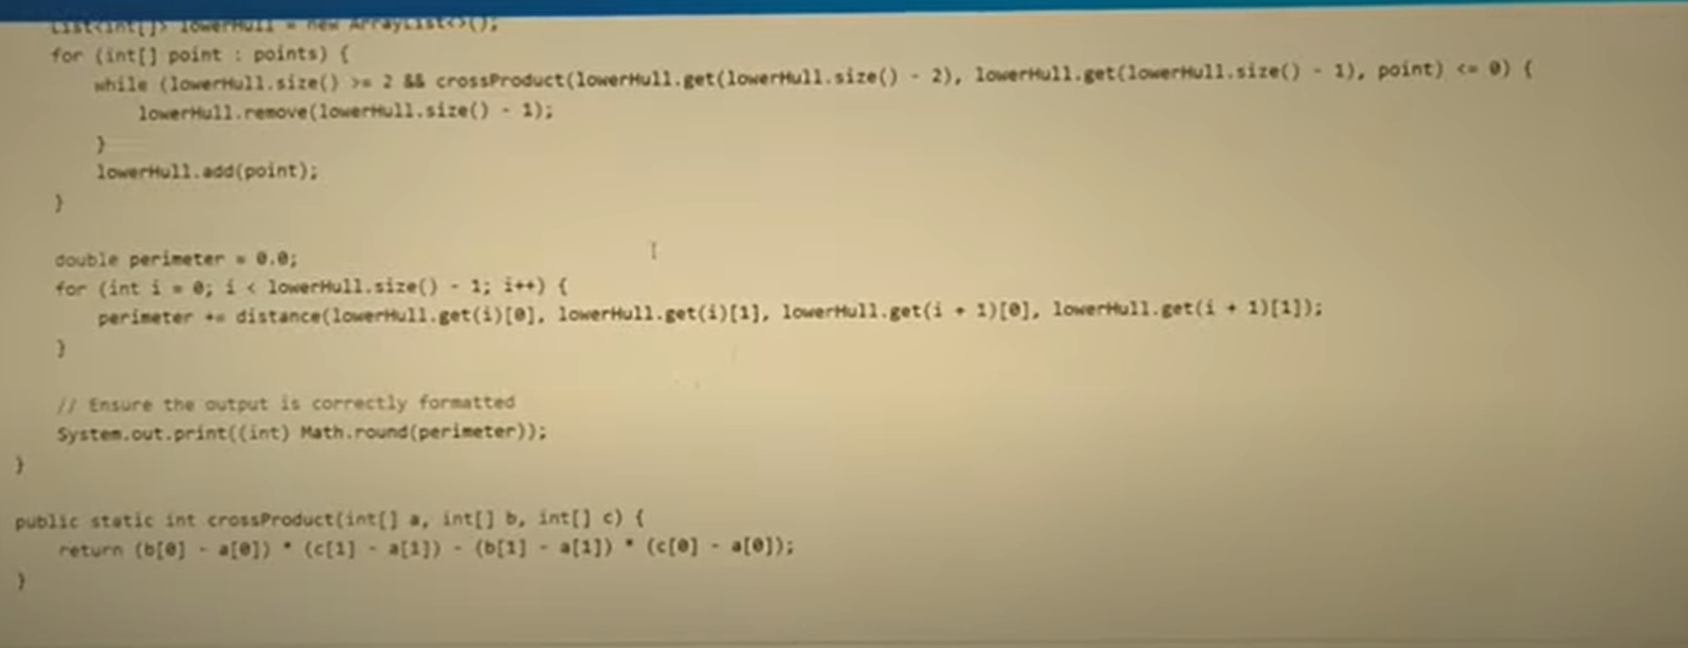 List<int[]> lowerHull = new ArrayList<>();
for (int[] point : points) {
while (lowerHull.size() >= 2 && crossProduct(lowerHull.get(lowerHull.size() - 2), lowerHull.get(lowerHull.size() - 1), point) <= 0) {
lowerHull.remove(lowerHull.size() - 1);
}
lowerHull.add(point);
}
double perimeter = 0.0;
for (int i = 0; i < lowerHull.size() - 1; i++) {
perimeter += distance(lowerHull.get(i)[0], lowerHull.get(i)[1], lowerHull.get(i + 1)[0], lowerHull.get(i + 1)[1]);
}
// Ensure the output is correctly formatted
System.out.print((int) Math.round(perimeter));
}
public static int crossProduct(int[] a, int[] b, int[] c) {
return (b[0] - a[0]) * (c[1] - a[1]) - (b[1] - a[1]) * (c[0] - a[0]);
}